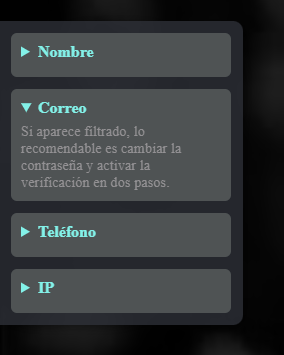 Nombre
Correo
Si aparece filtrado, lo
recomendable es cambiar la
contraseña y activar la
verificación en dos pasos.
Teléfono
IP